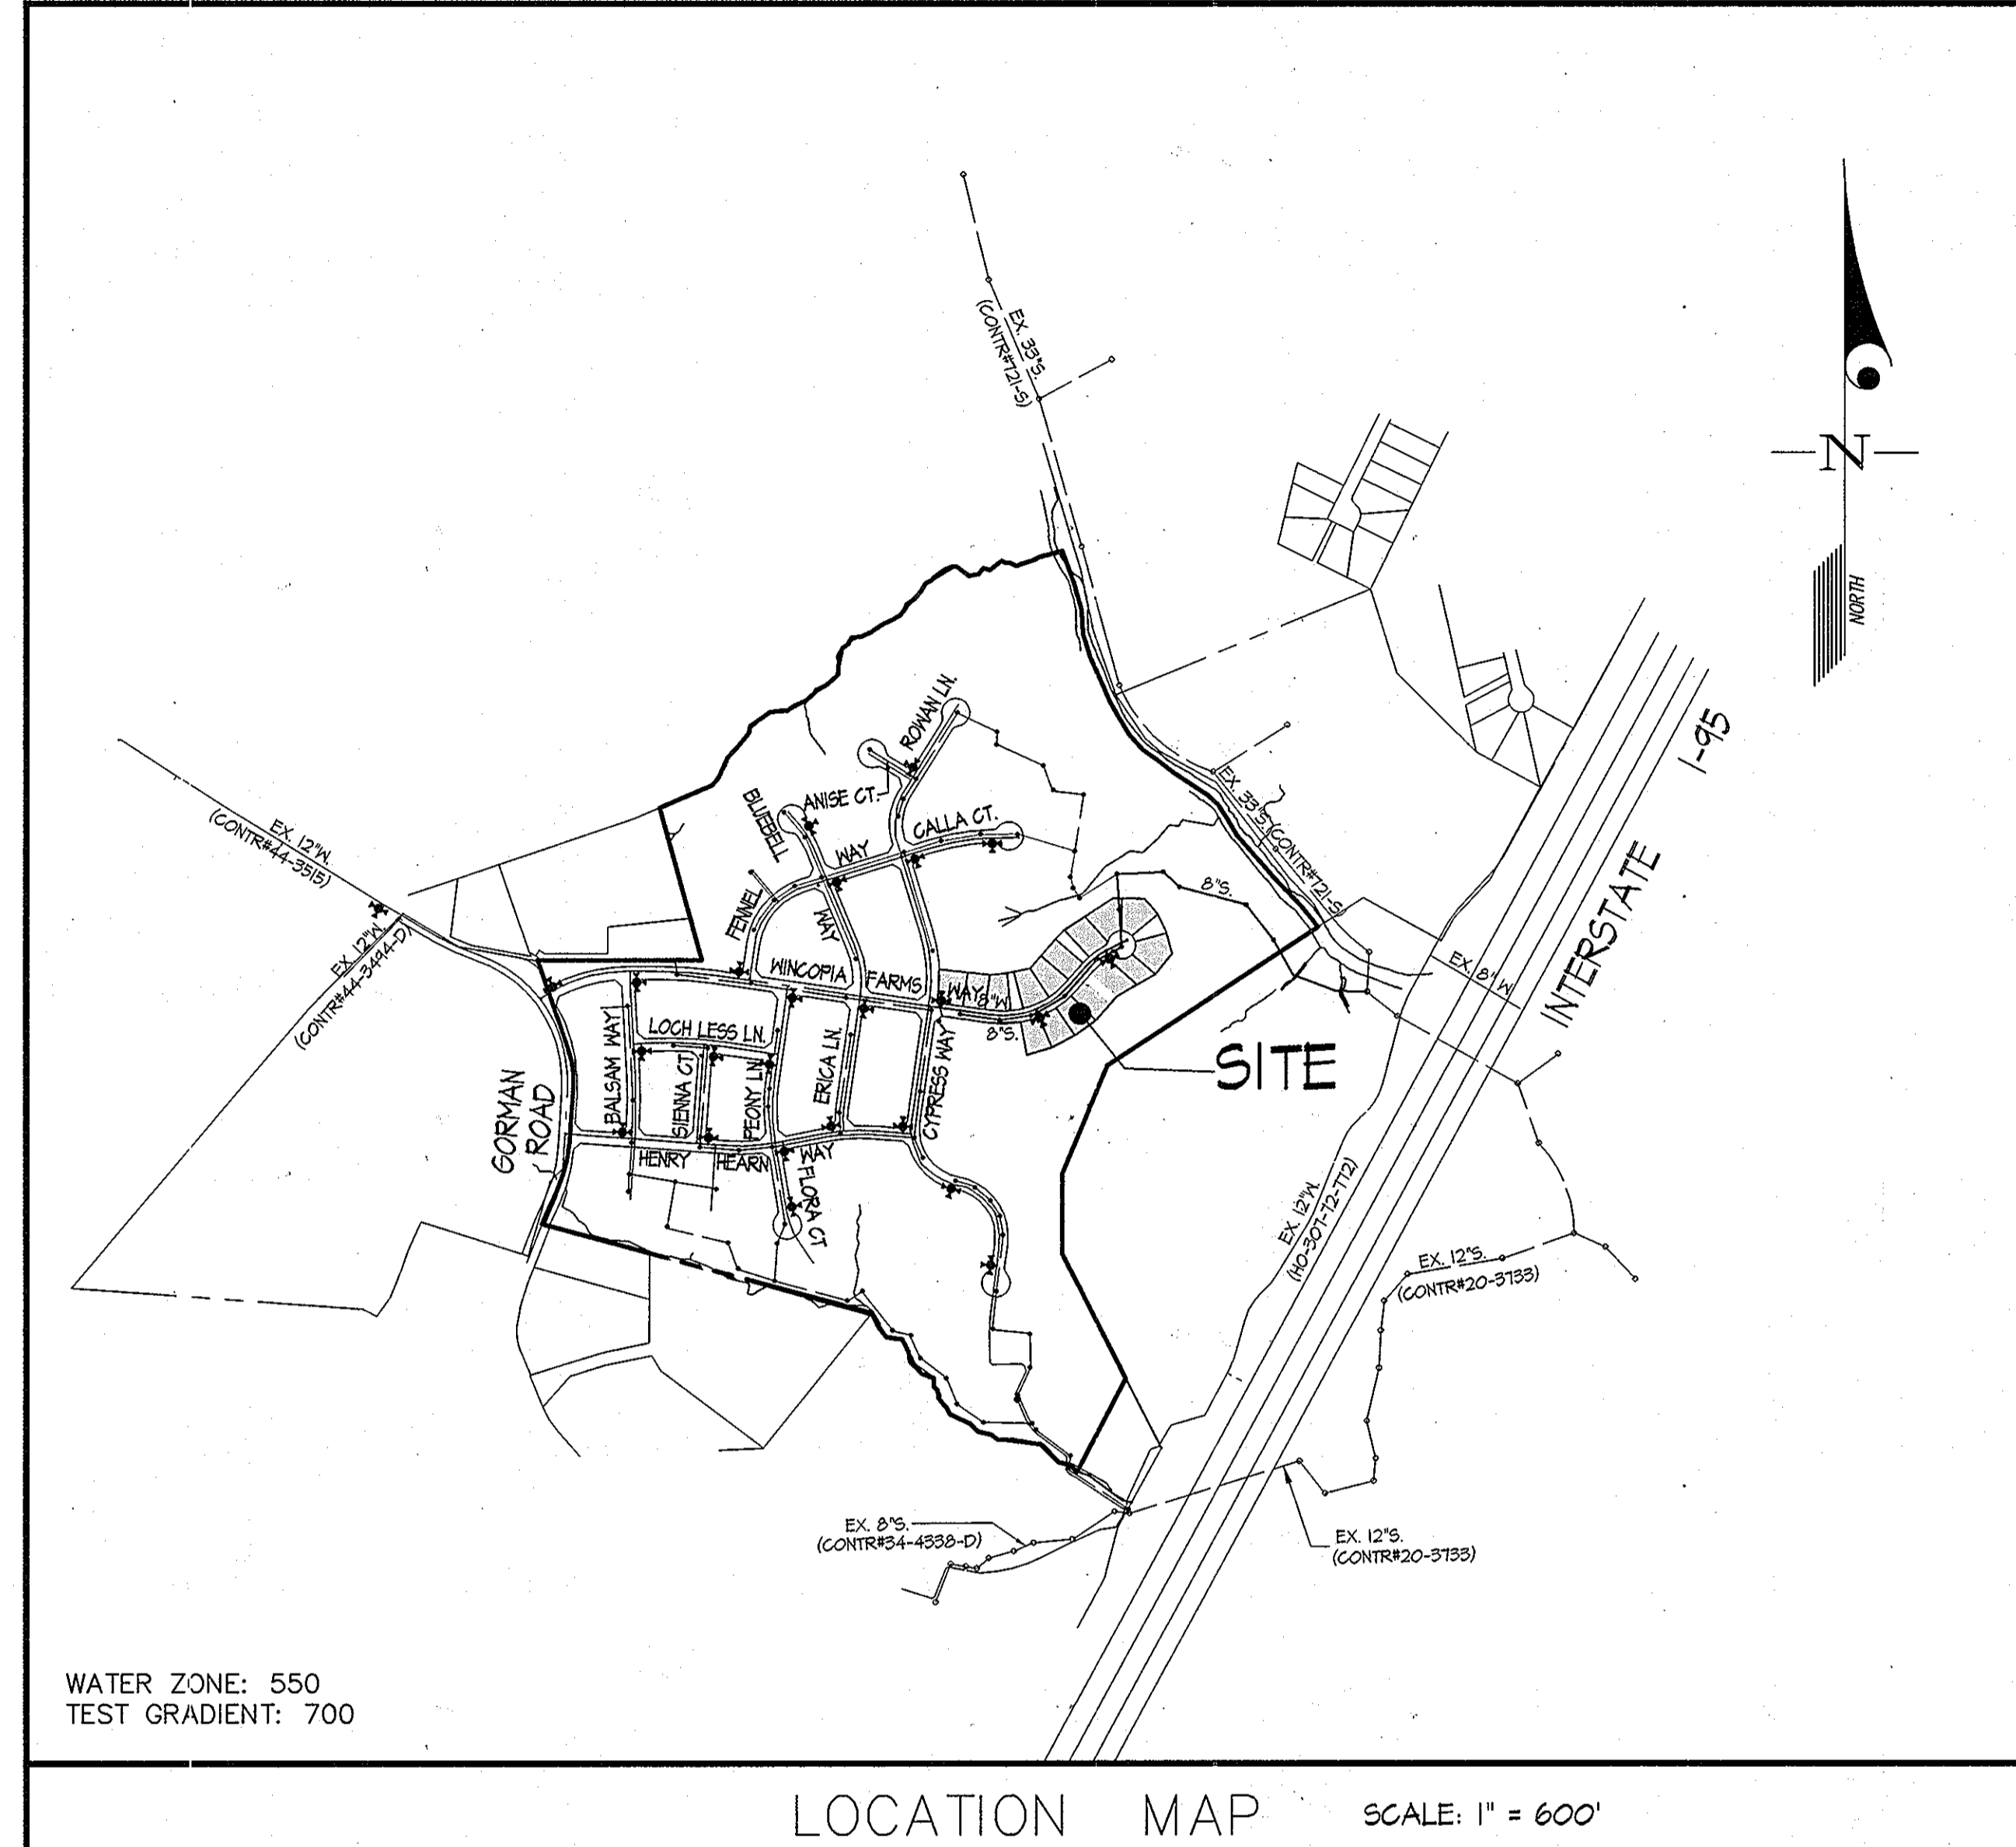 EX. 33"S.
(CONTR#721-S)
N
NORTH
I-95
INTERSTATE
ROWAN LN.
ANISE CT.
BLUEBELL
WAY
CALLA CT.
EX. 33"S.(CONTR#721-S)
EX. 12"W.
(CONTR#44-3515)
EX. 12"W.
(CONTR#44-3494-D)
FENNEL
WAY
8"S.
WINCOPIA
FARMS
WAY
8"W.
8"S.
EX. 8" W
LOCH LESS LN.
BALSAM WAY
SIENNA CT.
PEONY LN.
ERICA LN.
CYPRESS WAY
SITE
GORMAN
ROAD
HENRY
HEARN
WAY
FLORA CT
EX. 12"W.
(HO-307-72-772)
EX. 12"S.
(CONTR#20-3733)
EX. 8"S.
(CONTR#34-4338-D)
EX. 12"S.
(CONTR#20-3733)
WATER ZONE: 550
TEST GRADIENT: 700
LOCATION MAP
SCALE: 1" = 600'